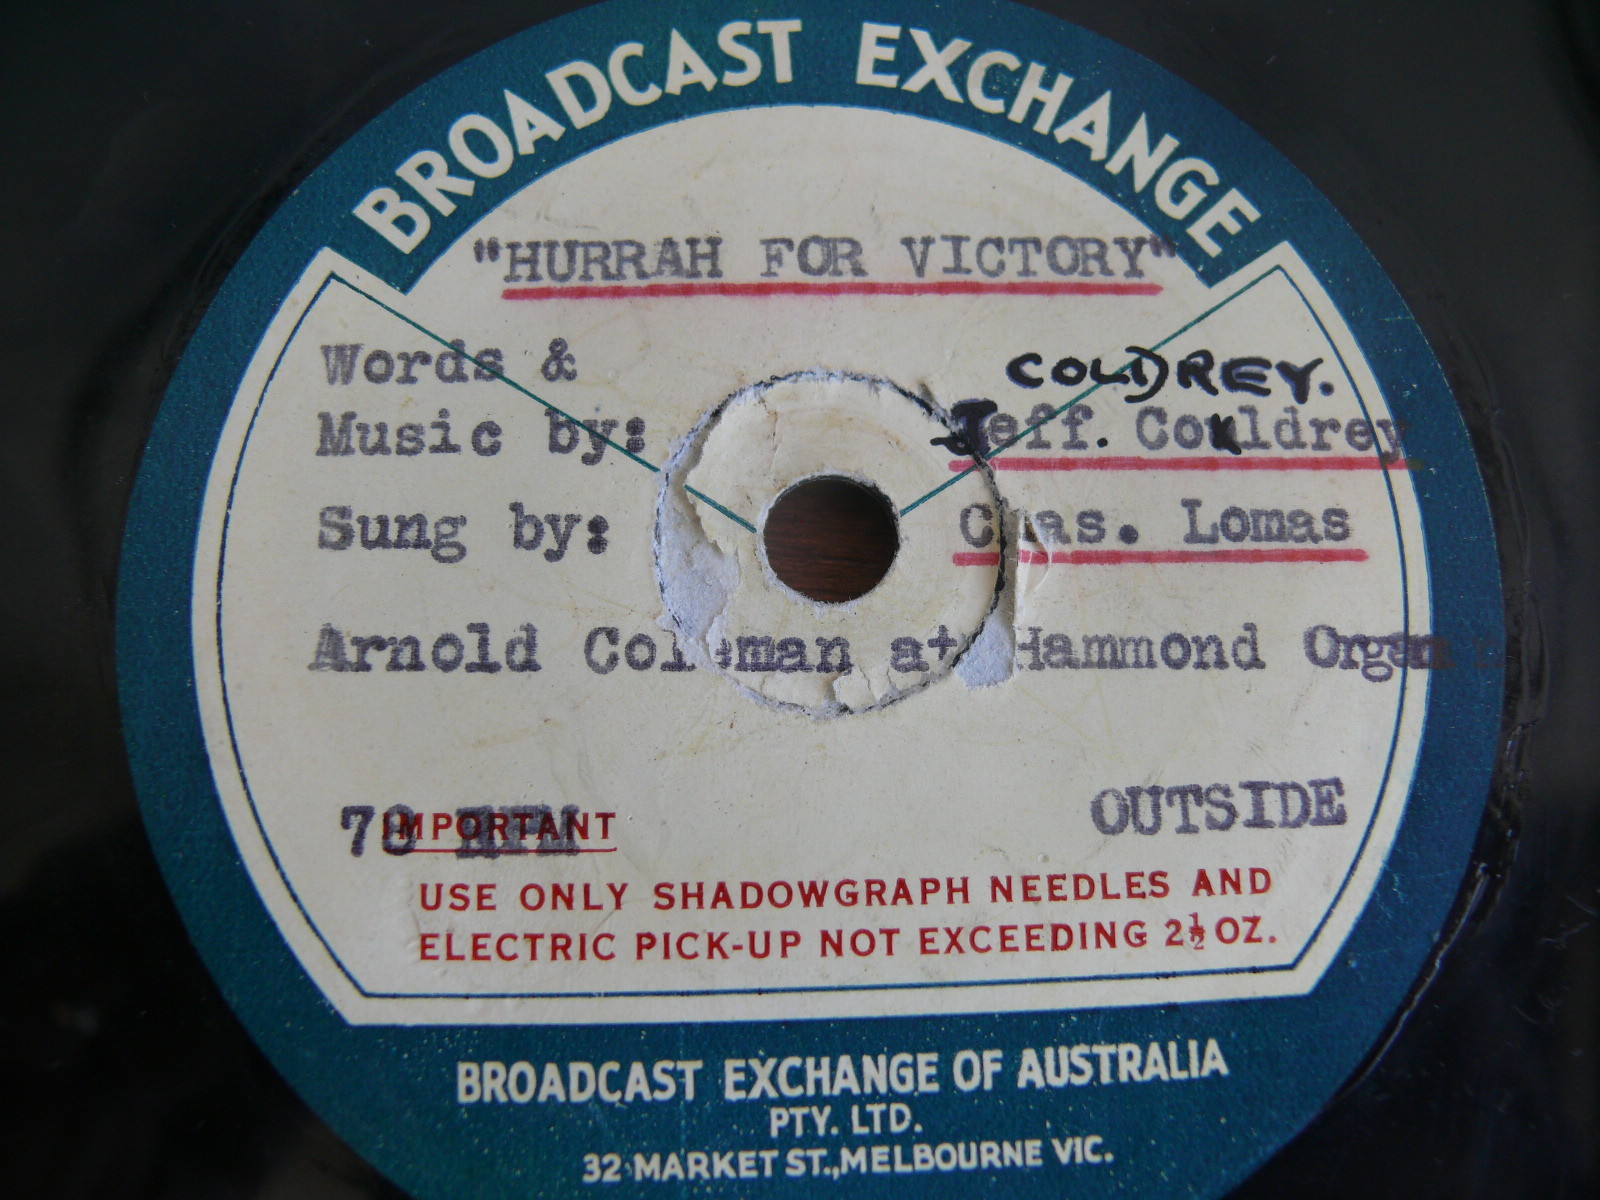 BROADCAST EXCHANGE
"HURRAH FOR VICTORY"
Words &
COLDREY.
Music by: Jeff. Couldrey
Sung by: Chas. Lomas
Arnold Coleman at Hammond Organ
78 RPM
OUTSIDE
IMPORTANT
USE ONLY SHADOWGRAPH NEEDLES AND
ELECTRIC PICK-UP NOT EXCEEDING 2½ OZ.
BROADCAST EXCHANGE OF AUSTRALIA
PTY. LTD.
32 MARKET ST., MELBOURNE VIC.